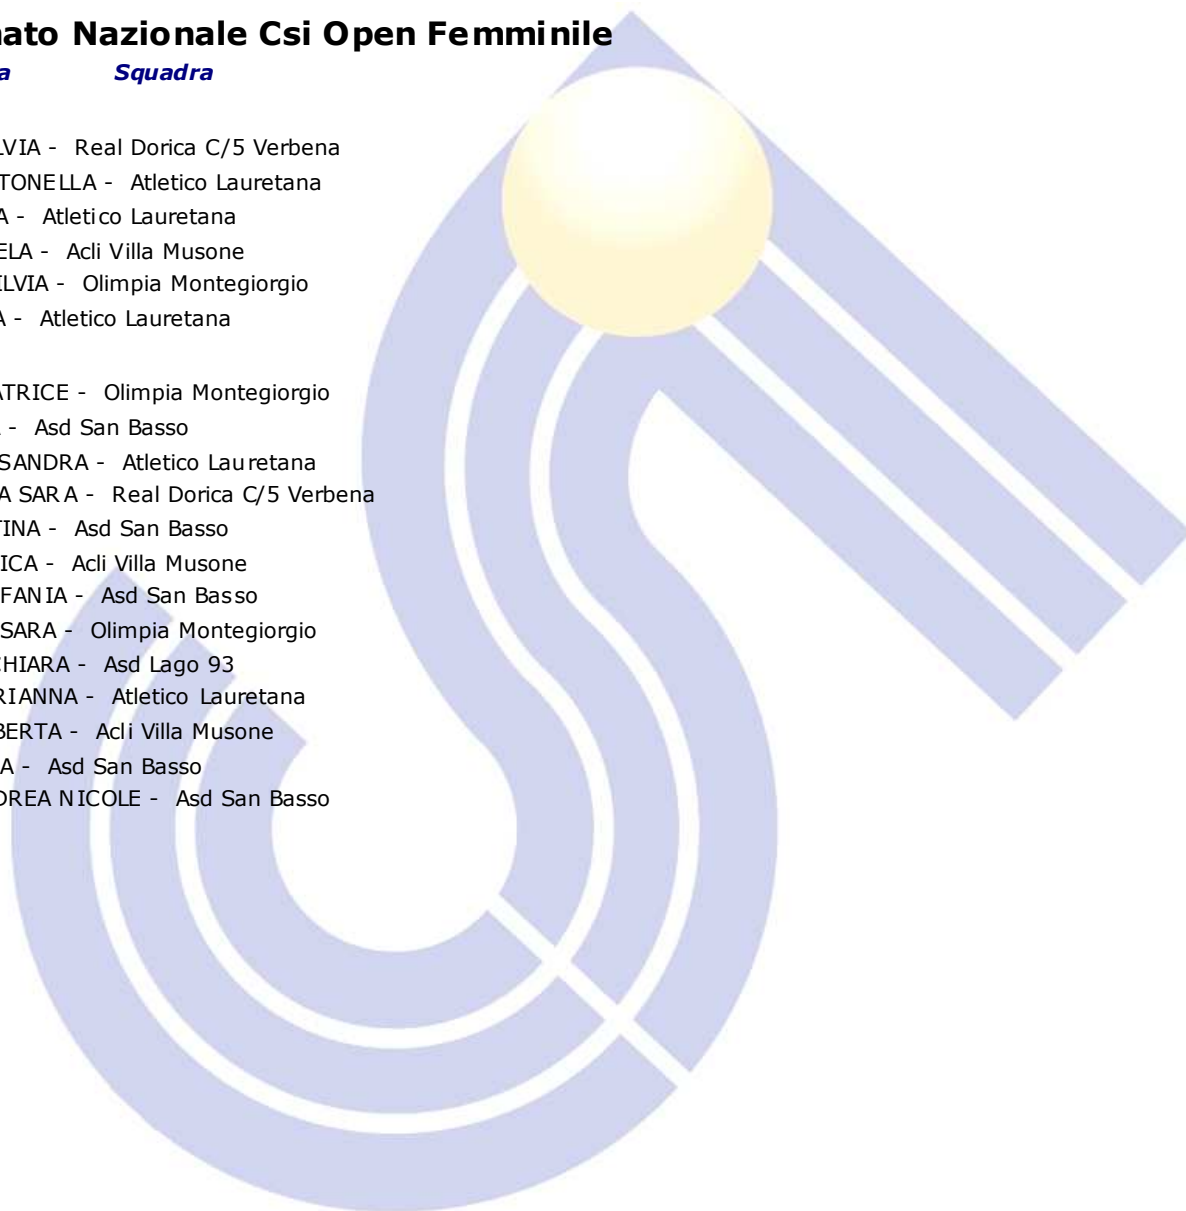 ato Nazionale Csi Open Femminile
a Squadra
LVIA - Real Dorica C/5 Verbena
TONELLA - Atletico Lauretana
A - Atletico Lauretana
ELA - Acli Villa Musone
ILVIA - Olimpia Montegiorgio
A - Atletico Lauretana
ATRICE - Olimpia Montegiorgio
- Asd San Basso
SANDRA - Atletico Lauretana
A SARA - Real Dorica C/5 Verbena
TINA - Asd San Basso
ICA - Acli Villa Musone
FANIA - Asd San Basso
SARA - Olimpia Montegiorgio
CHIARA - Asd Lago 93
RIANNA - Atletico Lauretana
BERTA - Acli Villa Musone
A - Asd San Basso
DREA NICOLE - Asd San Basso